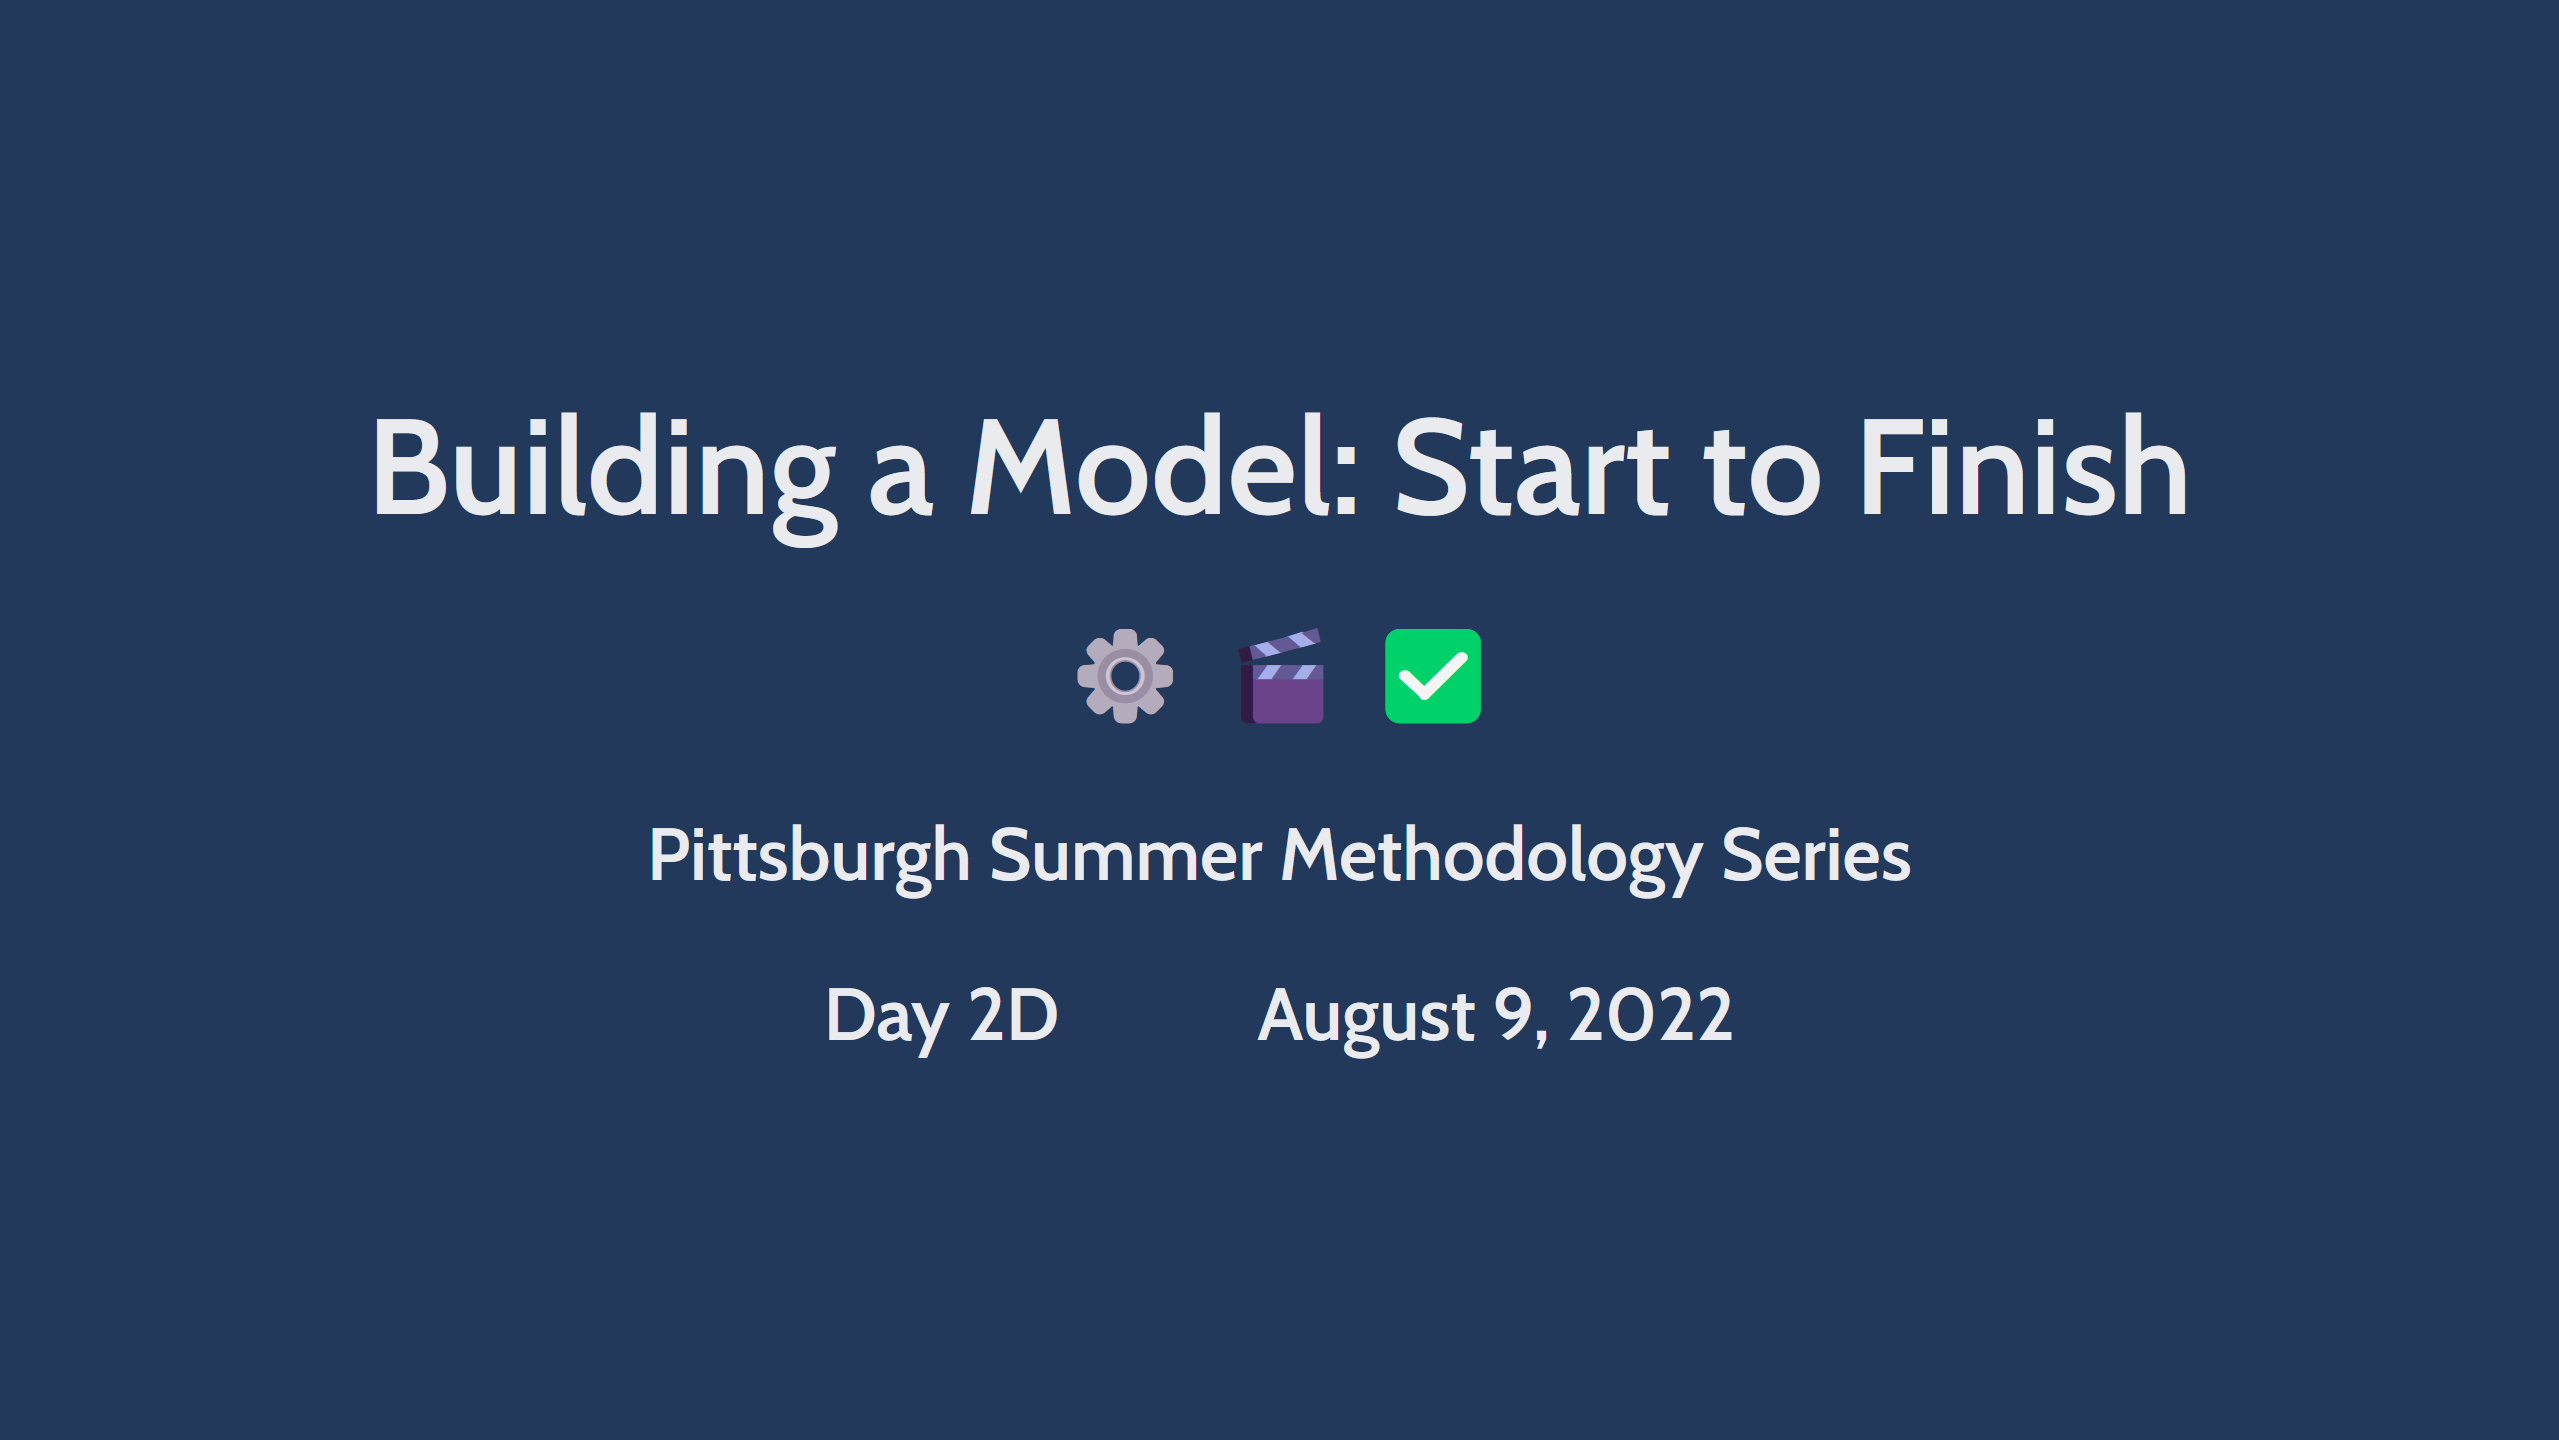 Building a Model: Start to Finish
Pittsburgh Summer Methodology Series
Day 2D August 9, 2022